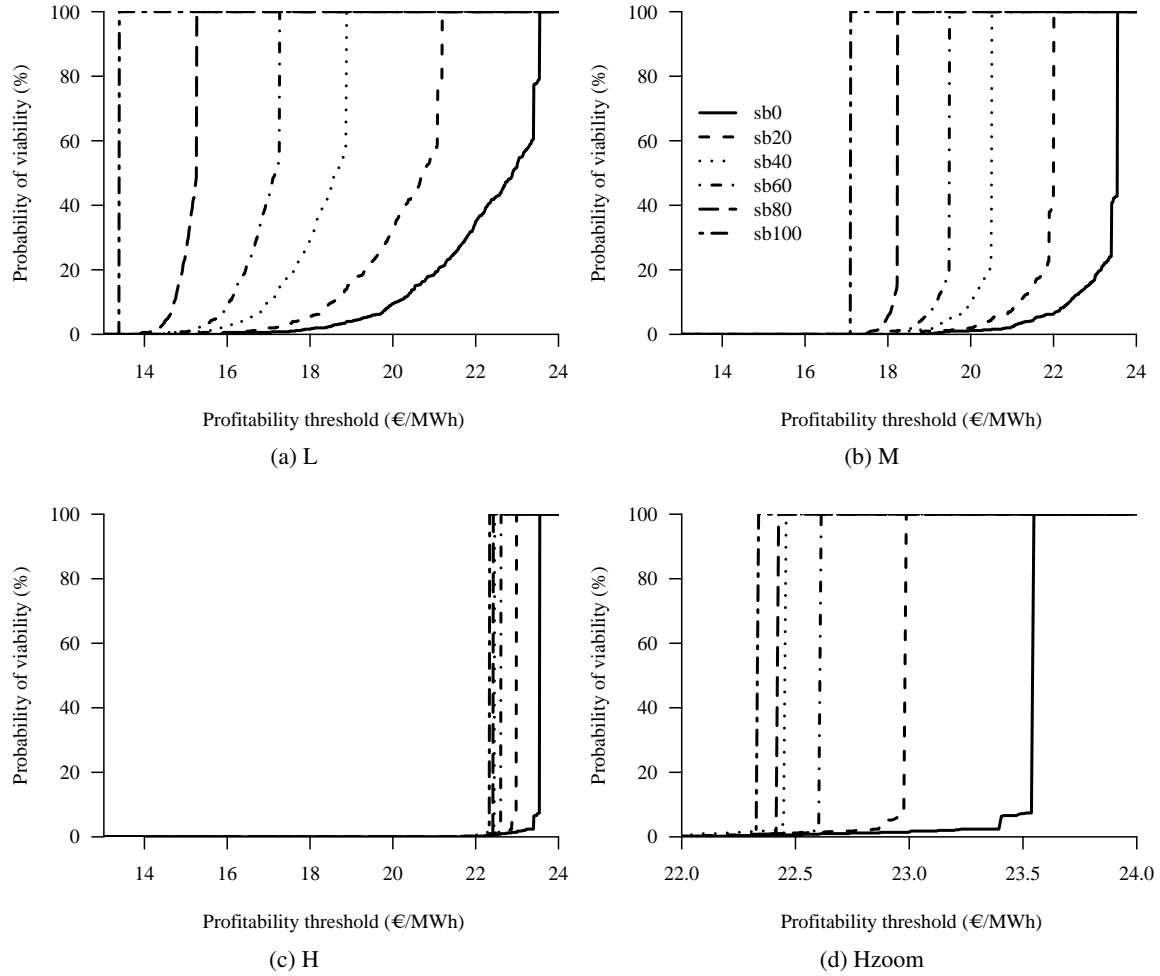 Probability of viability (%)
100
80
60
40
20
0
14 16 18 20 22 24
Profitability threshold (€/MWh)
(a) L
Probability of viability (%)
100
80
60
40
20
0
sb0
sb20
sb40
sb60
sb80
sb100
14 16 18 20 22 24
Profitability threshold (€/MWh)
(b) M
Probability of viability (%)
100
80
60
40
20
0
14 16 18 20 22 24
Profitability threshold (€/MWh)
(c) H
Probability of viability (%)
100
80
60
40
20
0
22.0 22.5 23.0 23.5 24.0
Profitability threshold (€/MWh)
(d) Hzoom